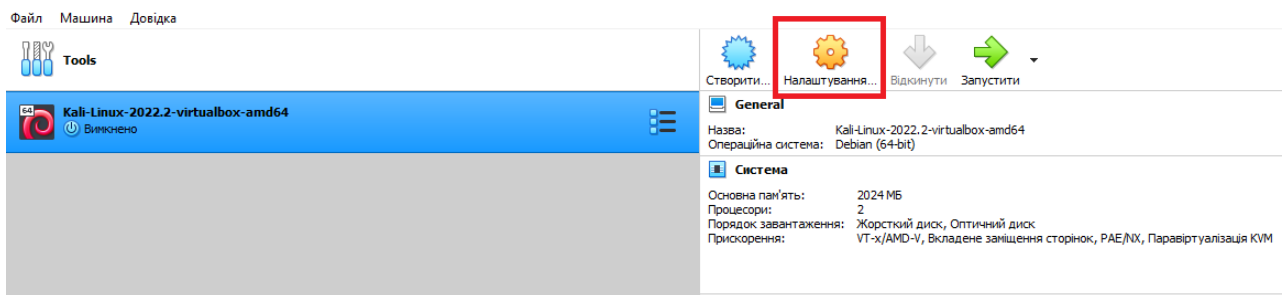 Файл Машина Довідка
Tools
64
Kali-Linux-2022.2-virtualbox-amd64
Вимкнено
Створити... Налаштування... Відкинути Запустити
General
Назва: Kali-Linux-2022.2-virtualbox-amd64
Операційна система: Debian (64-bit)
Система
Основна пам'ять: 2024 МБ
Процесори: 2
Порядок завантаження: Жорсткий диск, Оптичний диск
Прискорення: VT-x/AMD-V, Вкладене заміщення сторінок, PAE/NX, Паравіртуалізація KVM